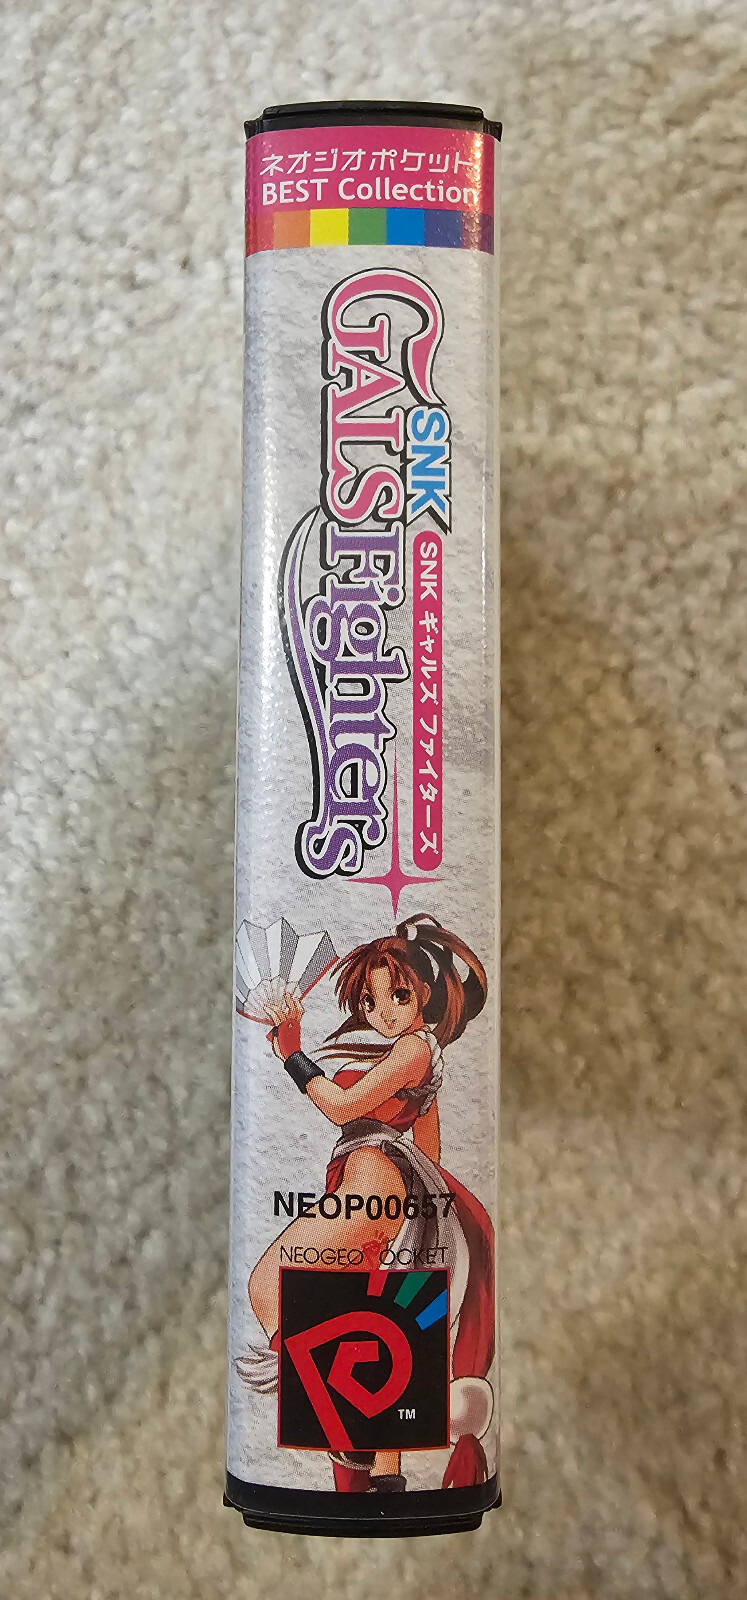 ネオジオポケット
BEST Collection
SNK
GALS Fighters
SNK ギャルズ ファイターズ
NEOP00657
NEOGEO POCKET
TM